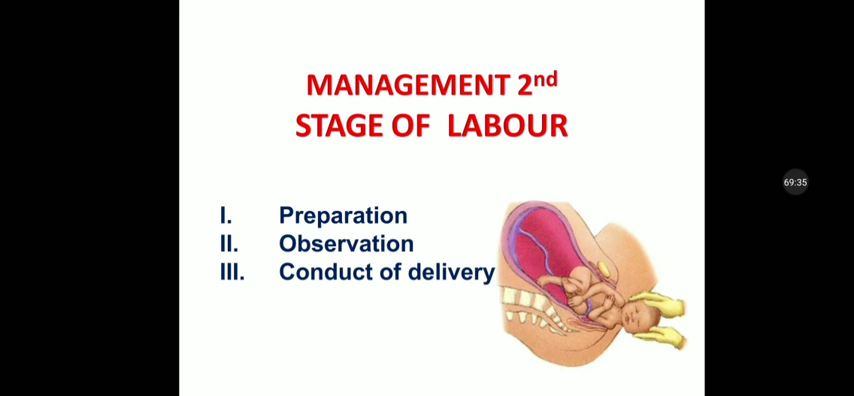 MANAGEMENT 2nd
STAGE OF LABOUR
I. Preparation
II. Observation
III. Conduct of delivery
69:35